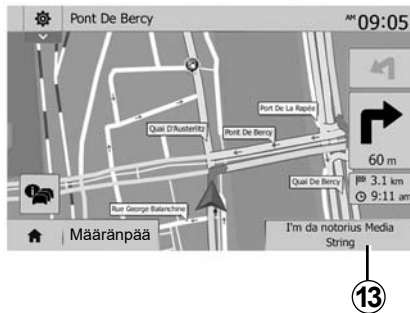 Pont De Bercy
AM 09:05
Port De La Rapée
Quai D'Austerlitz
Pont De Bercy
60 m
Quai De Bercy
3.1 km
9:11 am
Rue George Balanchine
Määränpää
I'm da notorius Media
String
13